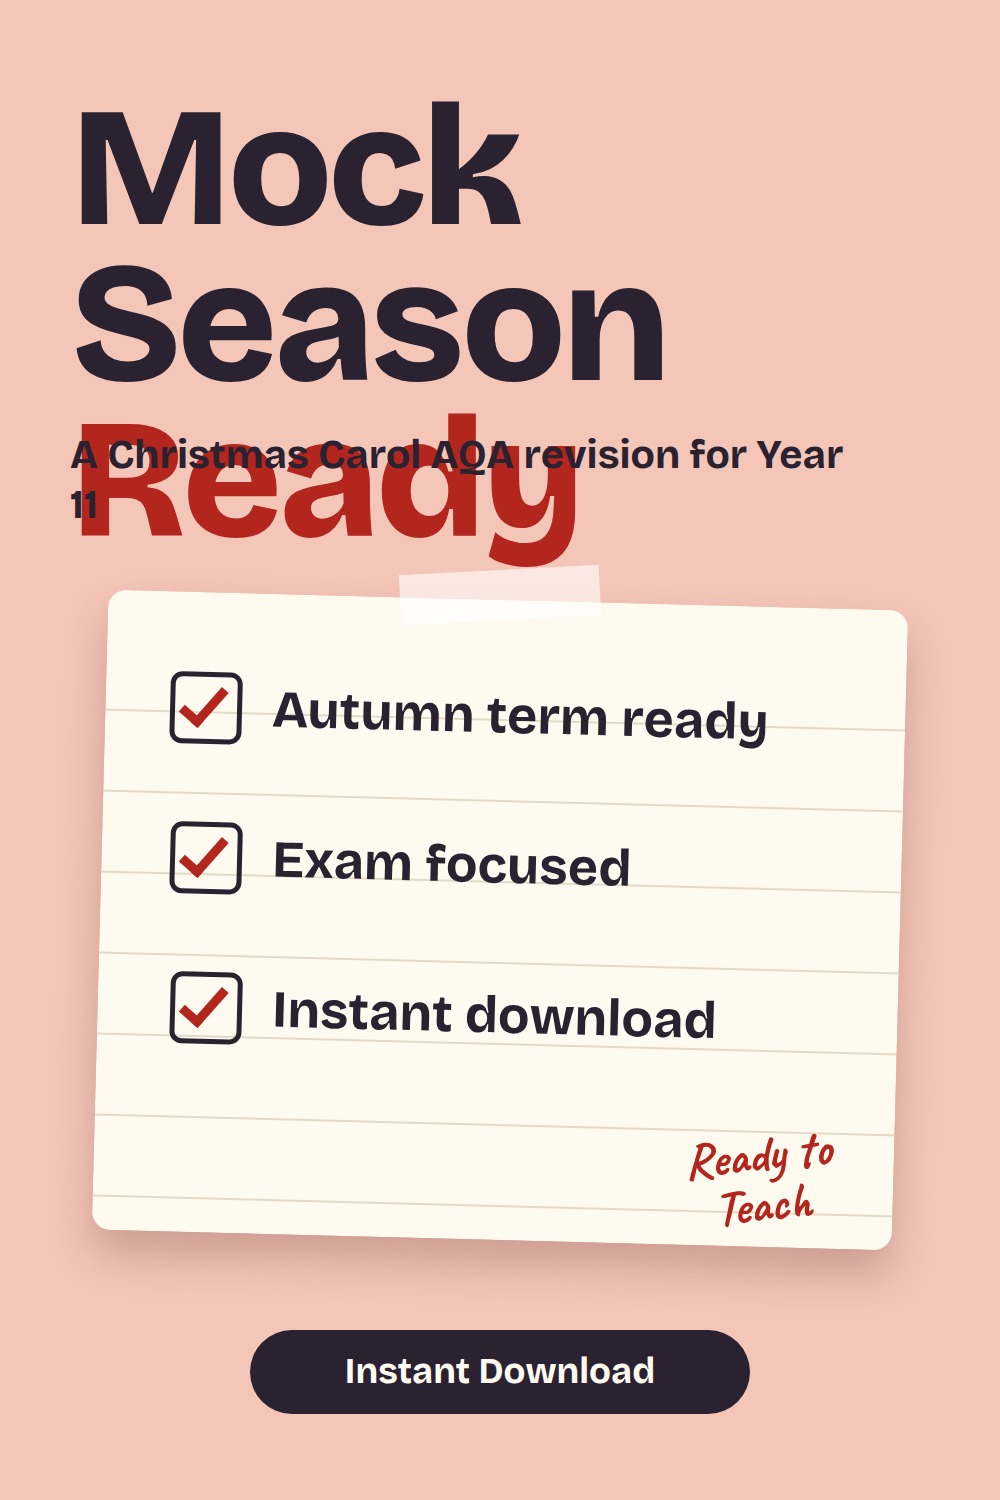 Mock
Season
Ready
A Christmas Carol AQA revision for Year
11
Autumn term ready
Exam focused
Instant download
Ready to
Teach
Instant Download